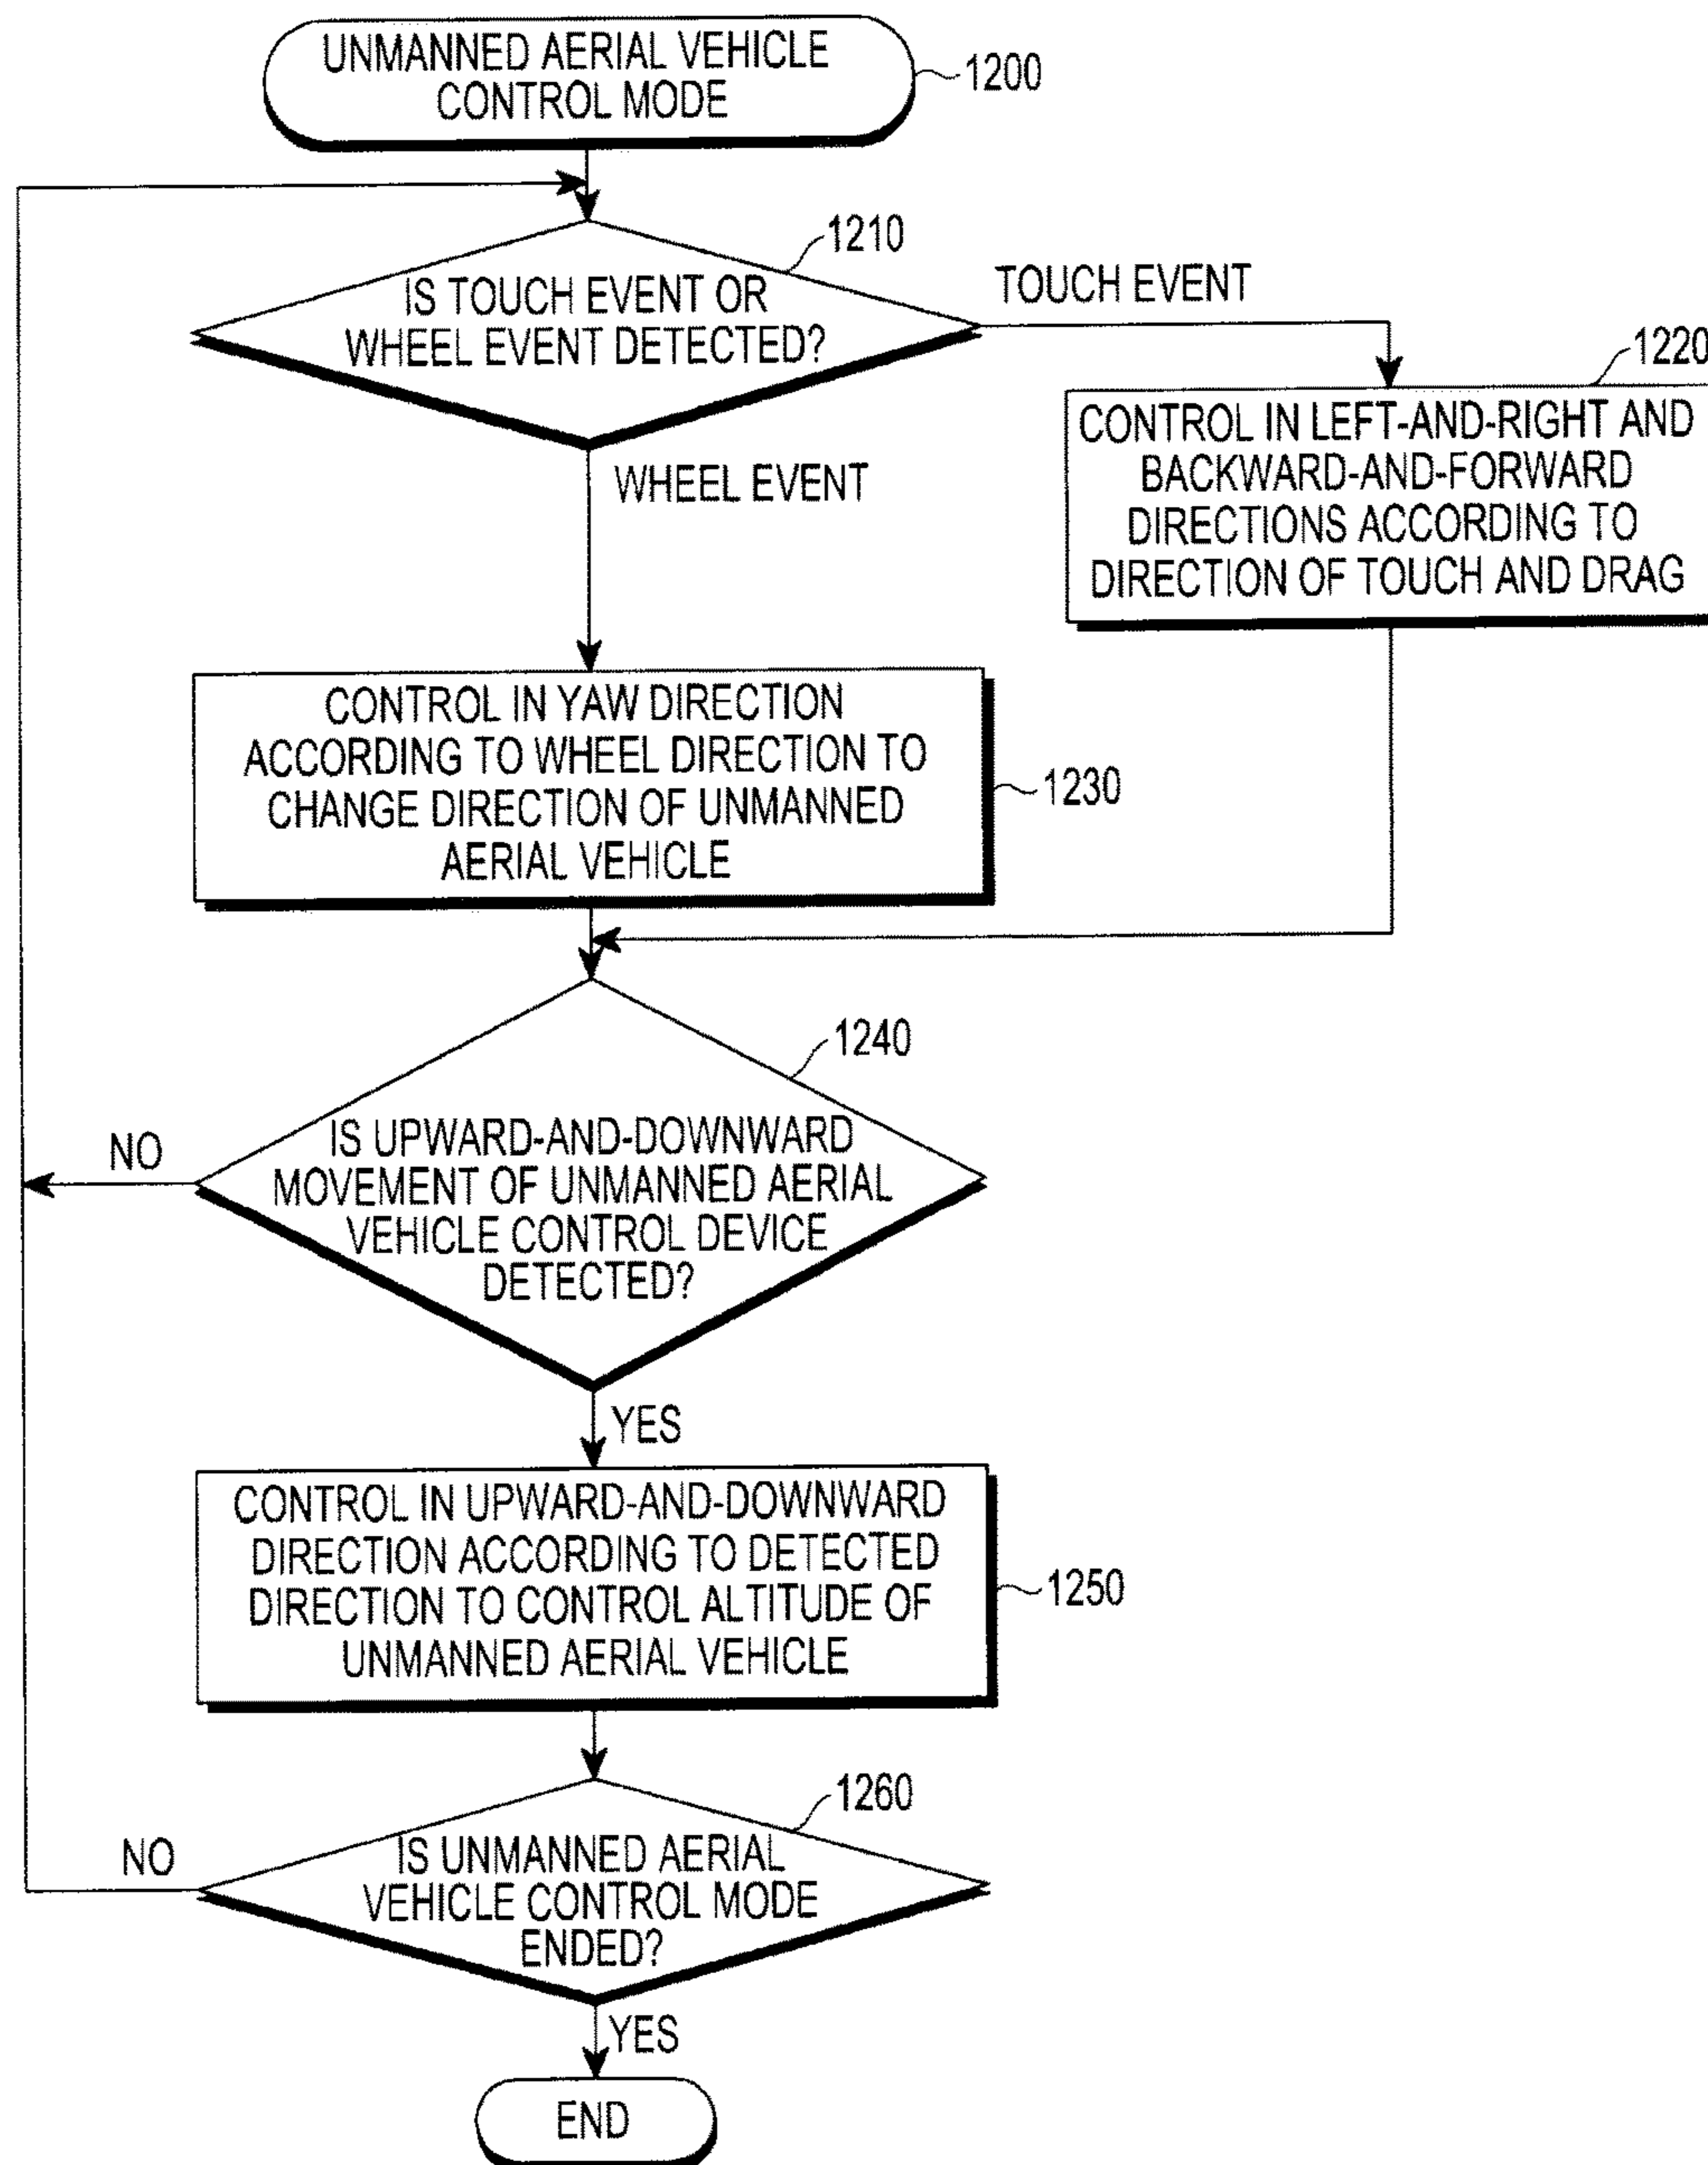 UNMANNED AERIAL VEHICLE
CONTROL MODE
1200
1210
IS TOUCH EVENT OR
WHEEL EVENT DETECTED?
TOUCH EVENT
1220
CONTROL IN LEFT-AND-RIGHT AND
BACKWARD-AND-FORWARD
DIRECTIONS ACCORDING TO
DIRECTION OF TOUCH AND DRAG
WHEEL EVENT
CONTROL IN YAW DIRECTION
ACCORDING TO WHEEL DIRECTION TO
CHANGE DIRECTION OF UNMANNED
AERIAL VEHICLE
1230
1240
IS UPWARD-AND-DOWNWARD
MOVEMENT OF UNMANNED AERIAL
VEHICLE CONTROL DEVICE
DETECTED?
NO
YES
CONTROL IN UPWARD-AND-DOWNWARD
DIRECTION ACCORDING TO DETECTED
DIRECTION TO CONTROL ALTITUDE OF
UNMANNED AERIAL VEHICLE
1250
1260
IS UNMANNED AERIAL
VEHICLE CONTROL MODE
ENDED?
NO
YES
END